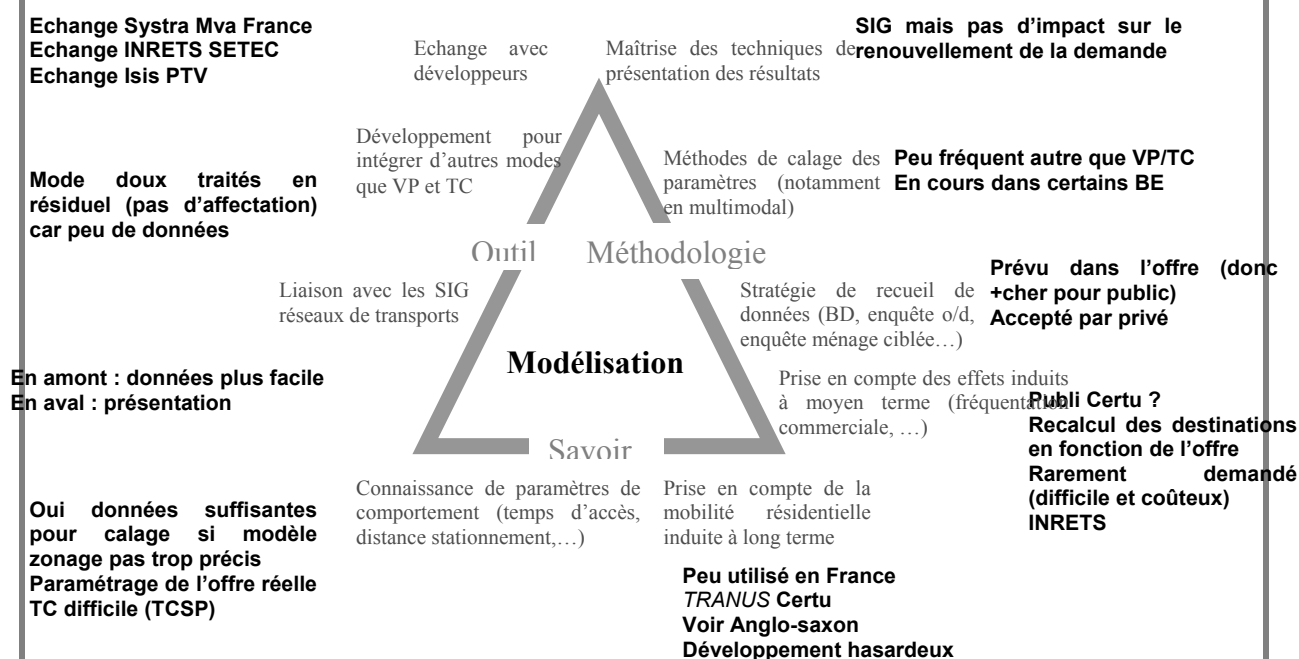 Echange Systra Mva France
Echange INRETS SETEC
Echange Isis PTV
Echange avec
développeurs
Maîtrise des techniques de
présentation des résultats
SIG mais pas d’impact sur le
renouvellement de la demande
Développement pour
intégrer d’autres modes
que VP et TC
Mode doux traités en
résiduel (pas d’affectation)
car peu de données
Méthodes de calage des
paramètres (notamment
en multimodal)
Peu fréquent autre que VP/TC
En cours dans certains BE
Outil
Méthodologie
Liaison avec les SIG
réseaux de transports
Stratégie de recueil de
données (BD, enquête o/d,
enquête ménage ciblée…)
Prévu dans l’offre (donc
+cher pour public)
Accepté par privé
Modélisation
En amont : données plus facile
En aval : présentation
Prise en compte des effets induits
à moyen terme (fréquentation
commerciale, …)
Publi Certu ?
Recalcul des destinations
en fonction de l’offre
Rarement demandé
(difficile et coûteux)
INRETS
Savoir
Connaissance de paramètres de
comportement (temps d’accès,
distance stationnement,…)
Prise en compte de la
mobilité résidentielle
induite à long terme
Oui données suffisantes
pour calage si modèle
zonage pas trop précis
Paramétrage de l’offre réelle
TC difficile (TCSP)
Peu utilisé en France
TRANUS Certu
Voir Anglo-saxon
Développement hasardeux